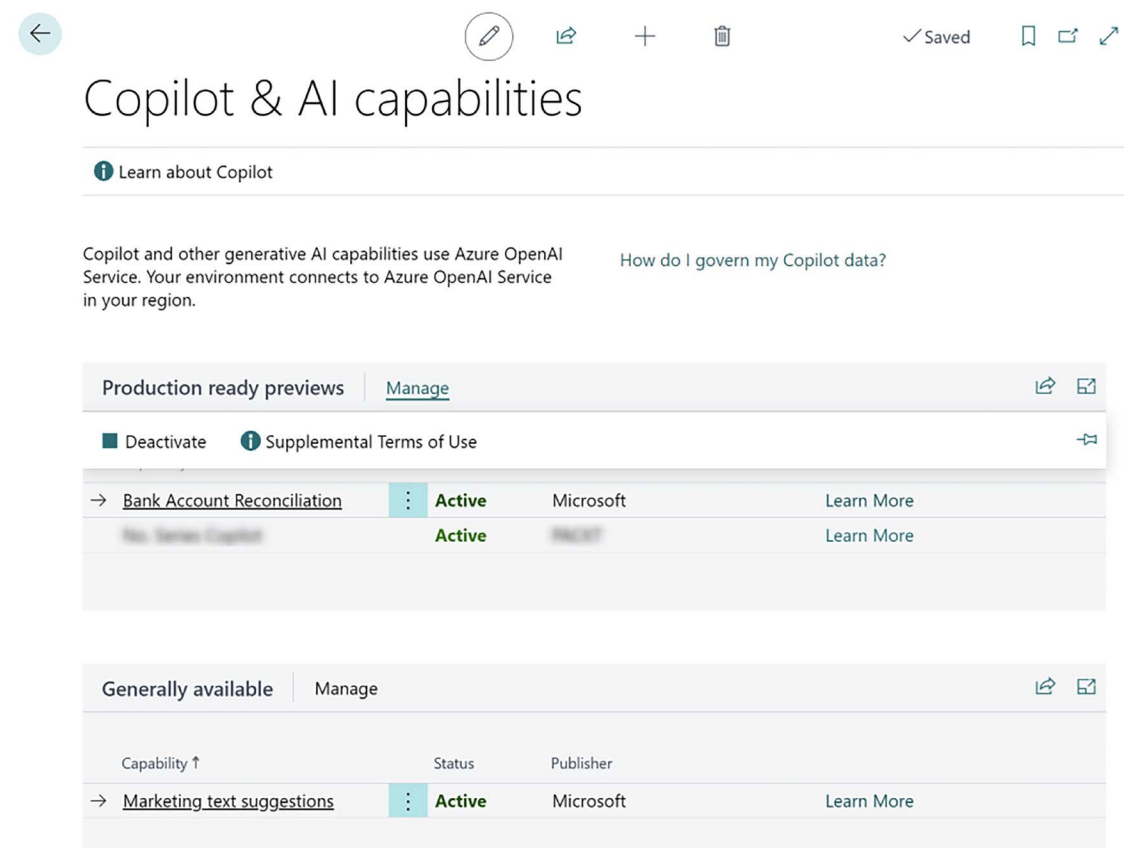 Saved
Copilot & AI capabilities
Learn about Copilot
Copilot and other generative AI capabilities use Azure OpenAI
Service. Your environment connects to Azure OpenAI Service
in your region.
How do I govern my Copilot data?
Production ready previews Manage
Deactivate Supplemental Terms of Use
Bank Account Reconciliation Active Microsoft Learn More
Active Learn More
Generally available Manage
Capability ↑ Status Publisher
Marketing text suggestions Active Microsoft Learn More